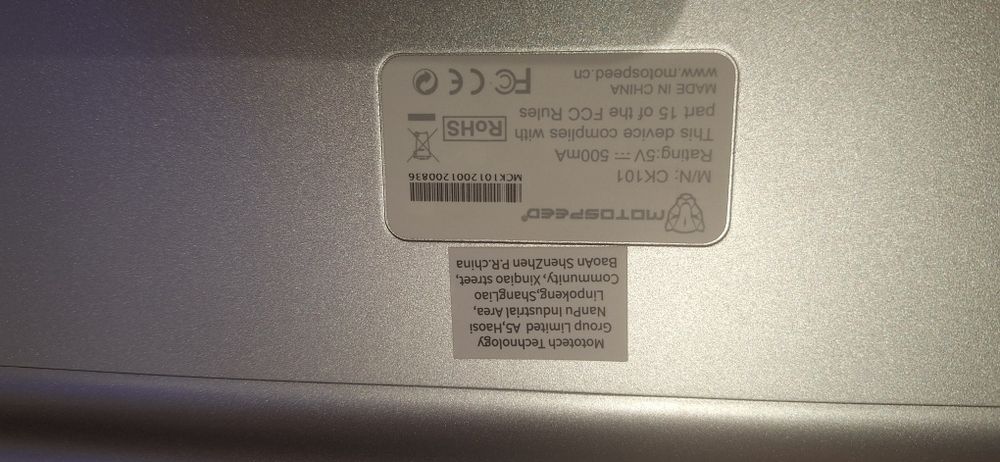 MOTOSPEED®
M/N: CK101
MCK1012001200836
Rating:5V 500mA
This device complies with
part 15 of the FCC Rules
RoHS
MADE IN CHINA
www.motospeed.cn
FC CE
Mototech Technology
Group Limited A5,Haosi
NanPu Industrial Area,
Linpokeng,ShangLiao
Community, Xinqiao street,
BaoAn ShenZhen P.R.china